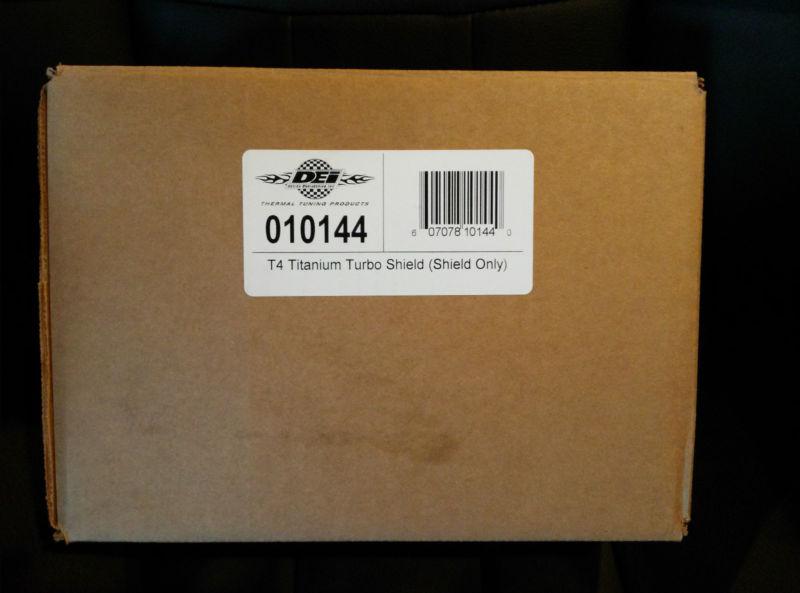 DEi
THERMAL TUNING PRODUCTS
010144
6 07078 10144 0
T4 Titanium Turbo Shield (Shield Only)